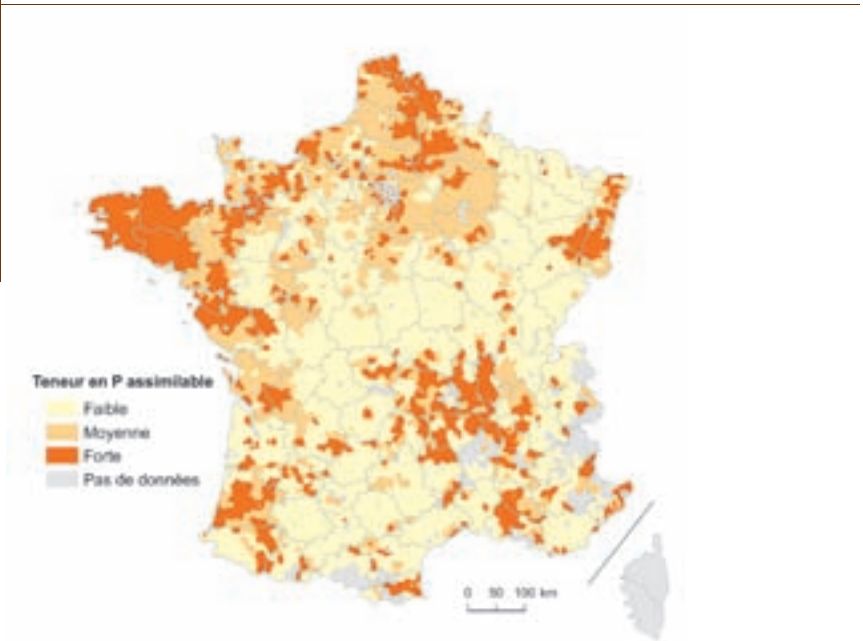 Teneur en P assimilable
Faible
Moyenne
Forte
Pas de données
0 50 100 km